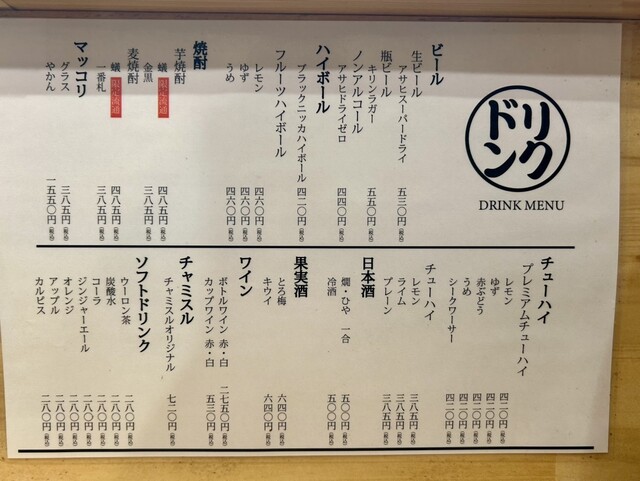 ドリンク
DRINK MENU
ビール
生ビール
アサヒスーパードライ 五三〇円(税込)
瓶ビール
キリンラガー 五五〇円(税込)
ノンアルコール
アサヒドライゼロ 四四〇円(税込)
ハイボール
ブラックニッカハイボール 四二〇円(税込)
フルーツハイボール
レモン 四六〇円(税込)
ゆず 四六〇円(税込)
うめ 四六〇円(税込)
焼酎
芋焼酎
蟻 限定流通 四八五円(税込)
金黒 三八五円(税込)
麦焼酎
蟻 限定流通 四八五円(税込)
一番札 三八五円(税込)
マッコリ
グラス 三八五円(税込)
やかん 一五五〇円(税込)
チューハイ
プレミアムチューハイ
レモン 四二〇円(税込)
ゆず 四二〇円(税込)
赤ぶどう 四二〇円(税込)
うめ 四二〇円(税込)
シークワーサー 四二〇円(税込)
チューハイ
レモン 三八五円(税込)
ライム 三八五円(税込)
プレーン 三八五円(税込)
日本酒
燗・ひや 一合 五〇〇円(税込)
冷酒 五〇〇円(税込)
果実酒
とろ梅 六四〇円(税込)
キウイ 六四〇円(税込)
ワイン
ボトルワイン 赤・白 二七五〇円(税込)
カップワイン 赤・白 五三〇円(税込)
チャミスル
チャミスルオリジナル 七二〇円(税込)
ソフトドリンク
ウーロン茶 二八〇円(税込)
炭酸水 二八〇円(税込)
コーラ 二八〇円(税込)
ジンジャーエール 二八〇円(税込)
オレンジ 二八〇円(税込)
アップル 二八〇円(税込)
カルピス 二八〇円(税込)